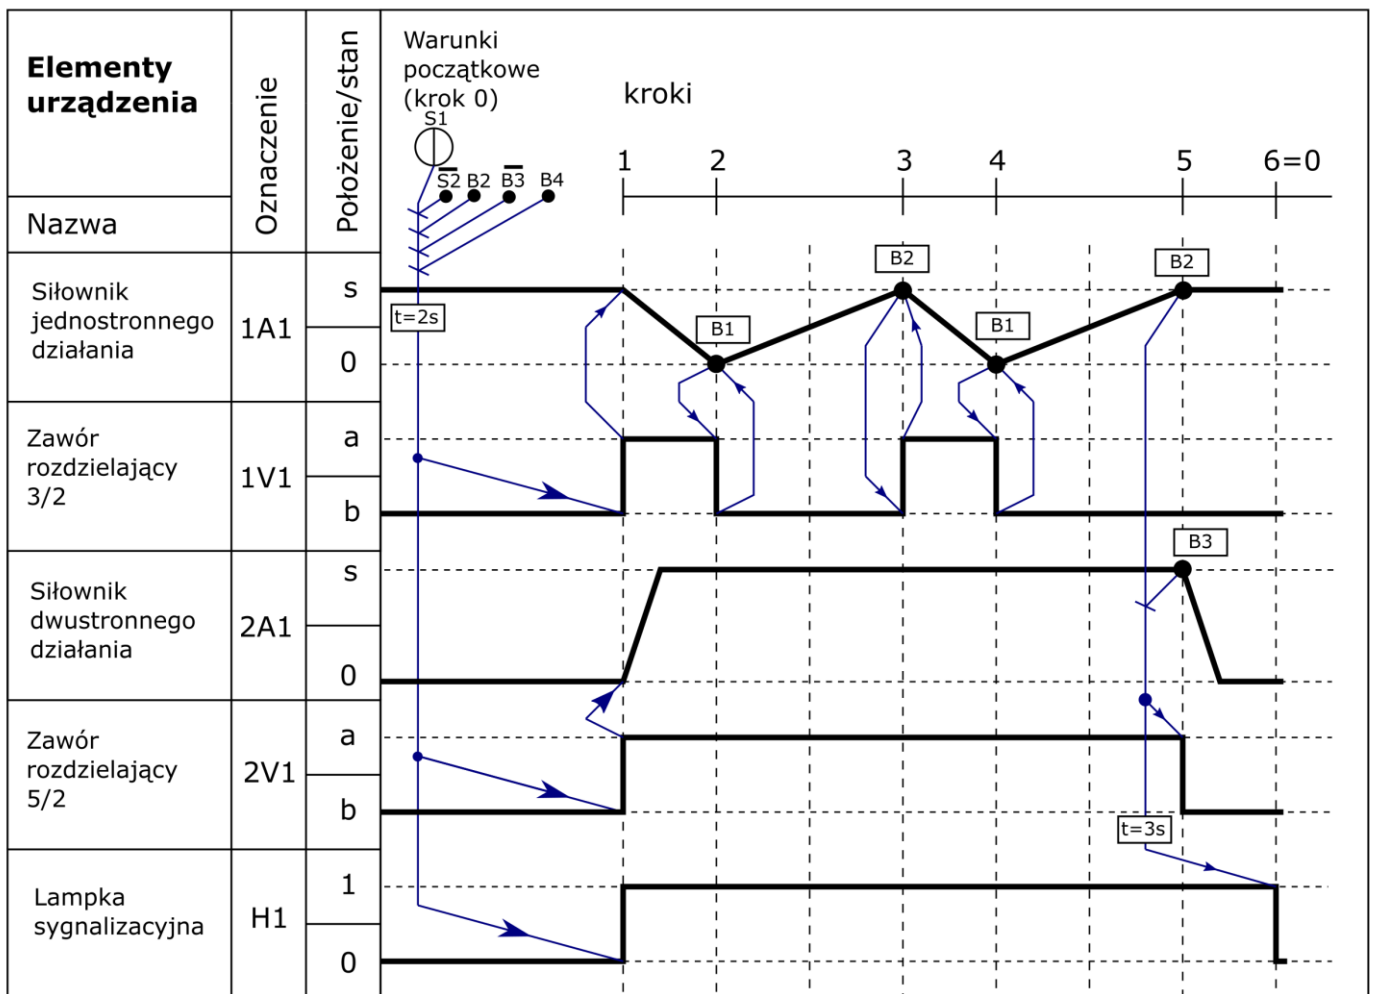 Elementy
urządzenia
Nazwa
Oznaczenie
Położenie/stan
Warunki
początkowe
(krok 0)
S1
S̅2̅ B2 B̅3̅ B4
kroki
1 2 3 4 5 6=0
Siłownik
jednostronnego
działania
1A1
s
0
t=2s
B1
B2
B1
B2
Zawór
rozdzielający
3/2
1V1
a
b
Siłownik
dwustronnego
działania
2A1
s
0
B3
Zawór
rozdzielający
5/2
2V1
a
b
t=3s
Lampka
sygnalizacyjna
H1
1
0